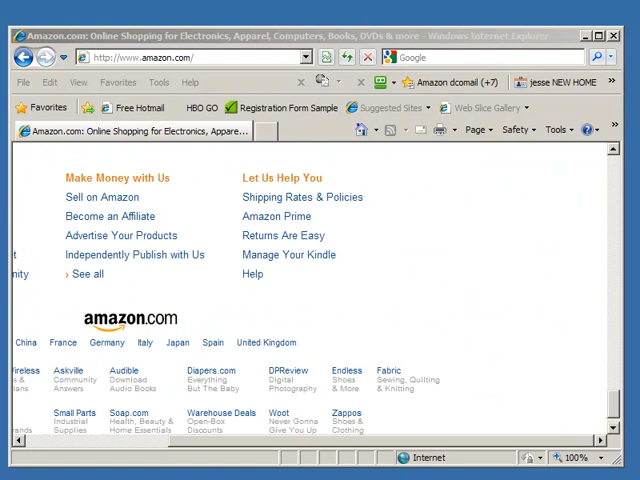 Amazon.com: Online Shopping for Electronics, Apparel, Computers, Books, DVDs & more - Windows Internet Explorer
http://www.amazon.com/ Google
File Edit View Favorites Tools Help Amazon dcomail (+7) jesse NEW HOME »
Favorites Free Hotmail HBO GO Registration Form Sample Suggested Sites Web Slice Gallery »
Amazon.com: Online Shopping for Electronics, Appare... Page Safety Tools »
Make Money with Us Let Us Help You
Sell on Amazon Shipping Rates & Policies
Become an Affiliate Amazon Prime
Advertise Your Products Returns Are Easy
et Independently Publish with Us Manage Your Kindle
nity › See all Help
amazon.com
China France Germany Italy Japan Spain United Kingdom
ireless Askville Audible Diapers.com DPReview Endless Fabric
s & Community Download Everything Digital Shoes Sewing, Quilting
lans Answers Audio Books But The Baby Photography & More & Knitting
Small Parts Soap.com Warehouse Deals Woot Zappos
Industrial Health, Beauty & Open-Box Never Gonna Shoes &
rands Supplies Home Essentials Discounts Give You Up Clothing
Internet 100%